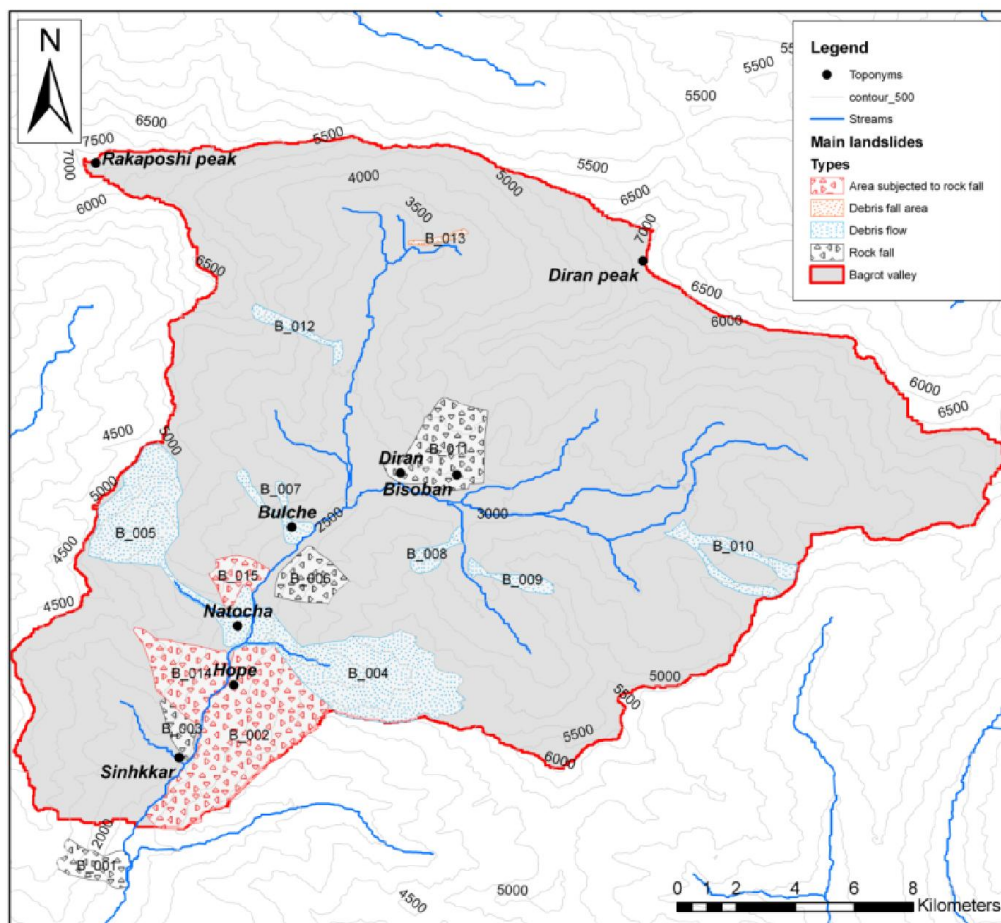 N
Legend
Toponyms
contour_500
Streams
Main landslides
Types
Area subjected to rock fall
Debris fall area
Debris flow
Rock fall
Bagrot valley
5500
5500
5500
6500
7500
7000
Rakaposhi peak
6000
5500
4000
5000
5500
6500
3500
B_013
7000
Diran peak
6500
6500
6000
B_012
6000
6500
4500
5000
5000
Diran
B_011
Bisoban
B_007
Bulche
2500
3000
4500
B_005
B_008
B_009
B_010
B_015
B_006
4500
Natocha
B_014
Hope
B_004
5000
5500
B_003
B_002
5500
6000
Sinhkkar
2000
B_001
4500
5000
0 1 2 4 6 8
Kilometers